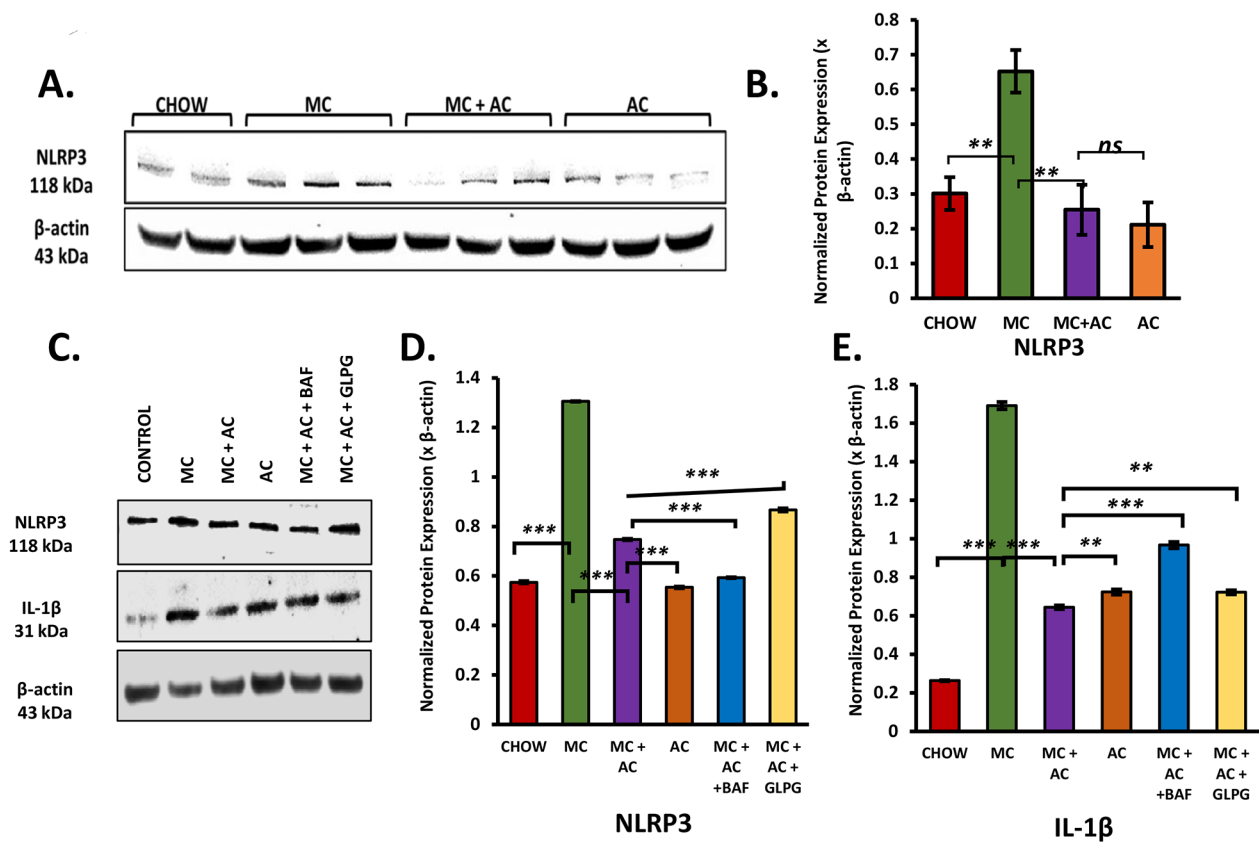 A.
CHOW MC MC + AC AC
NLRP3
118 kDa
β-actin
43 kDa
B.
Normalized Protein Expression (x
β-actin)
0.8
0.7
0.6
0.5
0.4
0.3
0.2
0.1
0
** ** ns
CHOW MC MC+AC AC
NLRP3
C.
CONTROL
MC
MC + AC
AC
MC + AC + BAF
MC + AC + GLPG
NLRP3
118 kDa
IL-1β
31 kDa
β-actin
43 kDa
D.
Normalized Protein Expression (x β-actin)
1.4
1.2
1
0.8
0.6
0.4
0.2
0
***
***
*** ***
***
CHOW MC MC + AC MC + MC +
AC AC AC +
+BAF GLPG
NLRP3
E.
Normalized Protein Expression (x β-actin)
1.8
1.6
1.4
1.2
1
0.8
0.6
0.4
0.2
0
**
***
*** *** **
CHOW MC MC + AC MC + MC +
AC AC AC +
+BAF GLPG
IL-1β